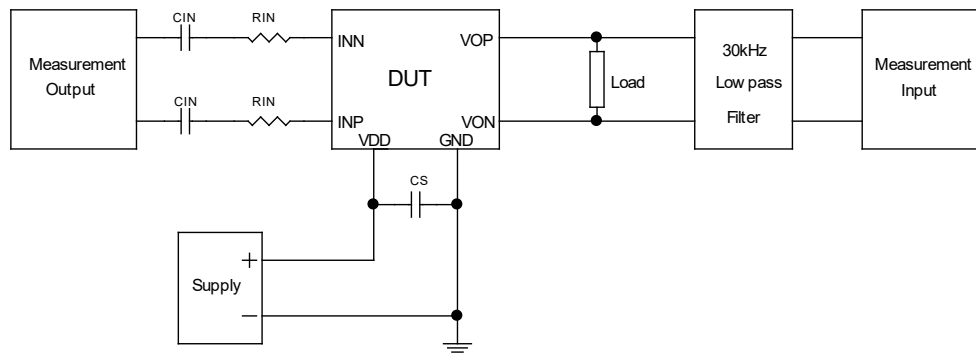 CIN
RIN
INN
VOP
Measurement
Output
DUT
Load
30kHz
Low pass
Filter
Measurement
Input
CIN
RIN
INP
VON
VDD
GND
CS
Supply
+
−